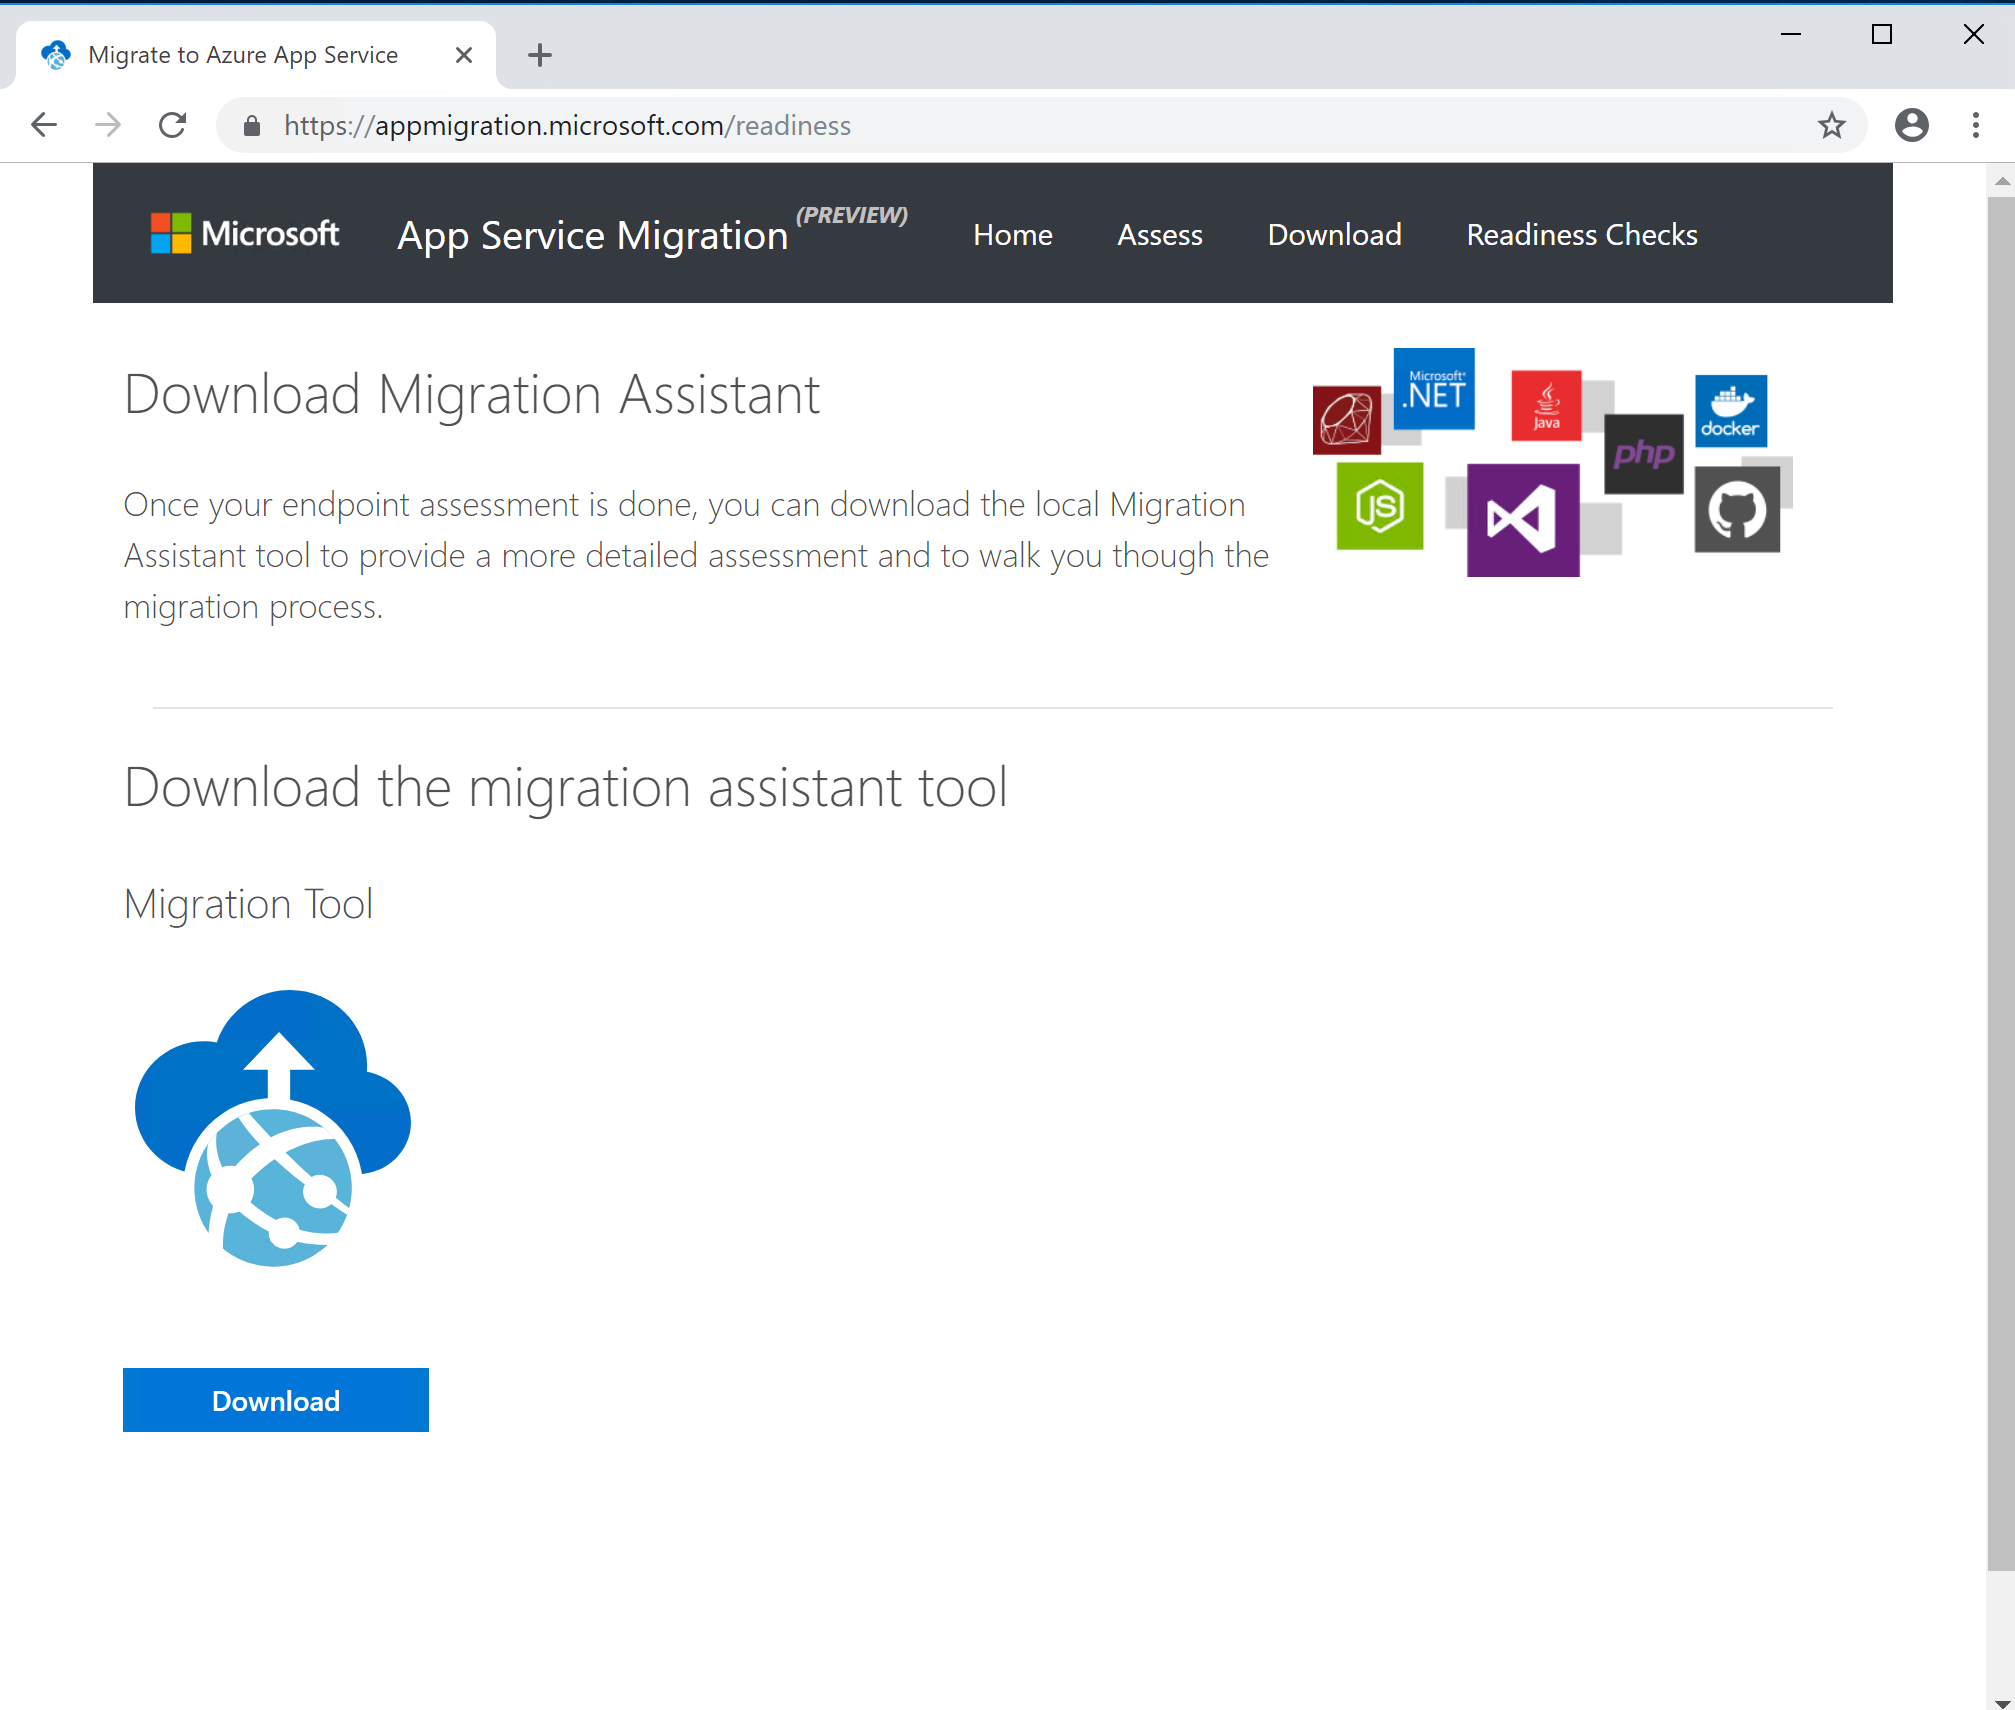 Migrate to Azure App Service
https://appmigration.microsoft.com/readiness
Microsoft
App Service Migration (PREVIEW)
Home
Assess
Download
Readiness Checks
Download Migration Assistant
Once your endpoint assessment is done, you can download the local Migration
Assistant tool to provide a more detailed assessment and to walk you though the
migration process.
Microsoft
.NET
Java
php
docker
JS
Download the migration assistant tool
Migration Tool
Download